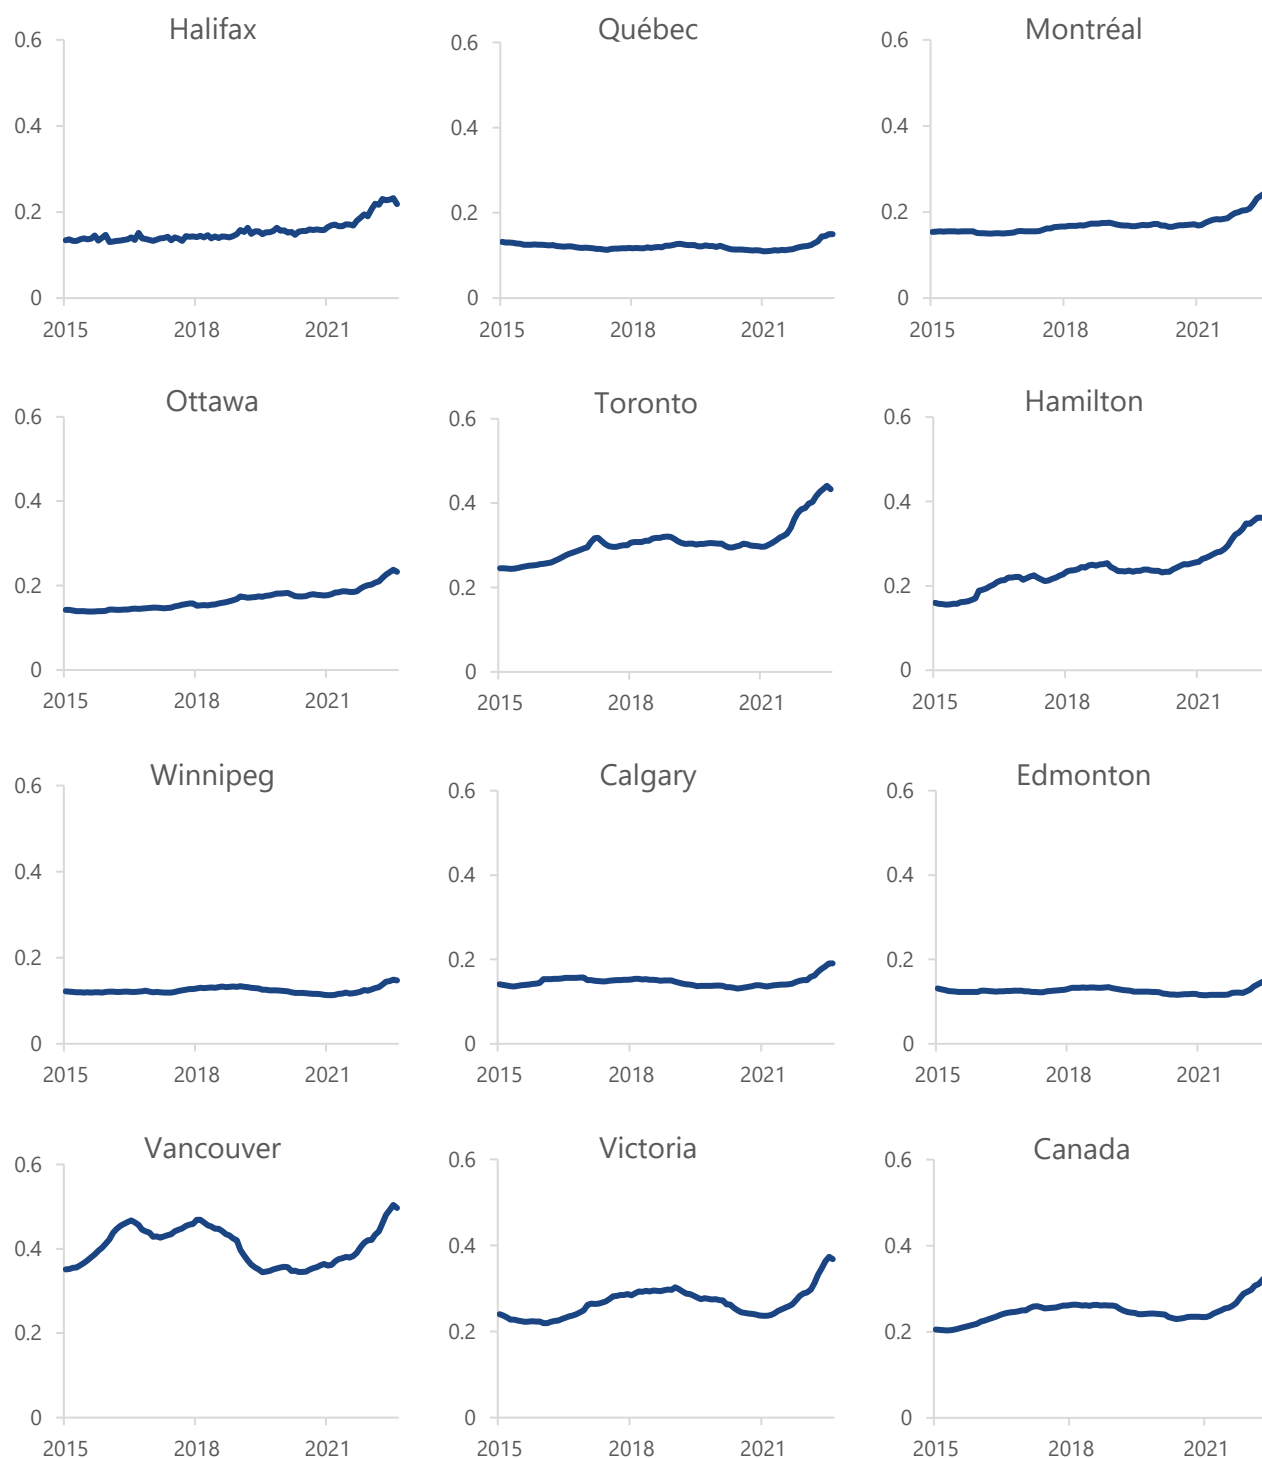 Halifax Québec Montréal
0.6 0.6 0.6
0.4 0.4 0.4
0.2 0.2 0.2
0 0 0
2015 2018 2021 2015 2018 2021 2015 2018 2021
Ottawa Toronto Hamilton
0.6 0.6 0.6
0.4 0.4 0.4
0.2 0.2 0.2
0 0 0
2015 2018 2021 2015 2018 2021 2015 2018 2021
Winnipeg Calgary Edmonton
0.6 0.6 0.6
0.4 0.4 0.4
0.2 0.2 0.2
0 0 0
2015 2018 2021 2015 2018 2021 2015 2018 2021
Vancouver Victoria Canada
0.6 0.6 0.6
0.4 0.4 0.4
0.2 0.2 0.2
0 0 0
2015 2018 2021 2015 2018 2021 2015 2018 2021